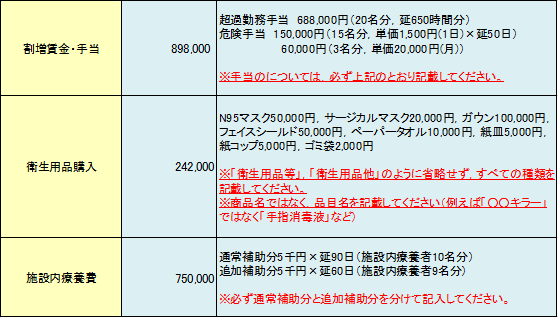 割増賃金・手当
898,000
超過勤務手当　688,000円（20名分，延650時間分）
危険手当　150,000円（15名分，単価1,500円（1日）×延50日）
60,000円（3名分，単価20,000円（月））
※手当のについては，必ず上記のとおり記載してください。
衛生用品購入
242,000
N95マスク50,000円，サージカルマスク20,000円，ガウン100,000円，
フェイスシールド50,000円，ペーパータオル10,000円，紙皿5,000円，
紙コップ5,000円，ゴミ袋2,000円
※「衛生用品等」，「衛生用品他」のように省略せず，すべての種類を
記載してください。
※商品名ではなく，品目名を記載してください（例えば「〇〇キラー」
ではなく「手指消毒液」など）
施設内療養費
750,000
通常補助分5千円×延90日（施設内療養者10名分）
追加補助分5千円×延60日（施設内療養者9名分）
※必ず通常補助分と追加補助分を分けて記入してください。